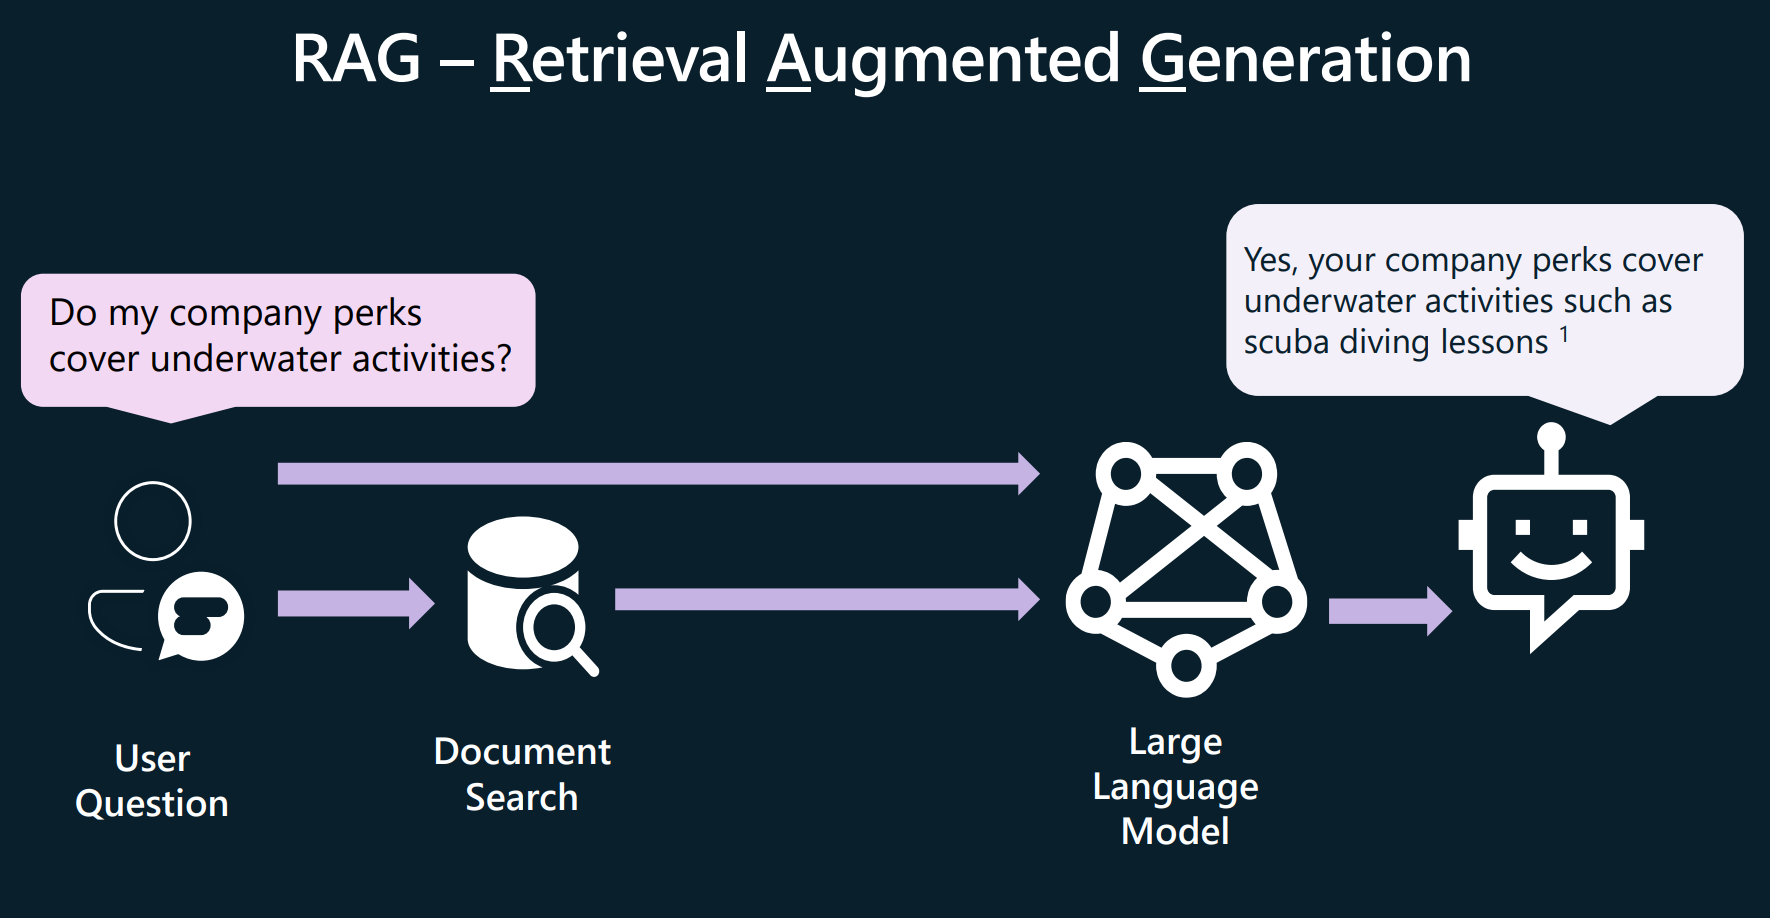 RAG – Retrieval Augmented Generation
Do my company perks
cover underwater activities?
Yes, your company perks cover
underwater activities such as
scuba diving lessons ¹
User
Question
Document
Search
Large
Language
Model